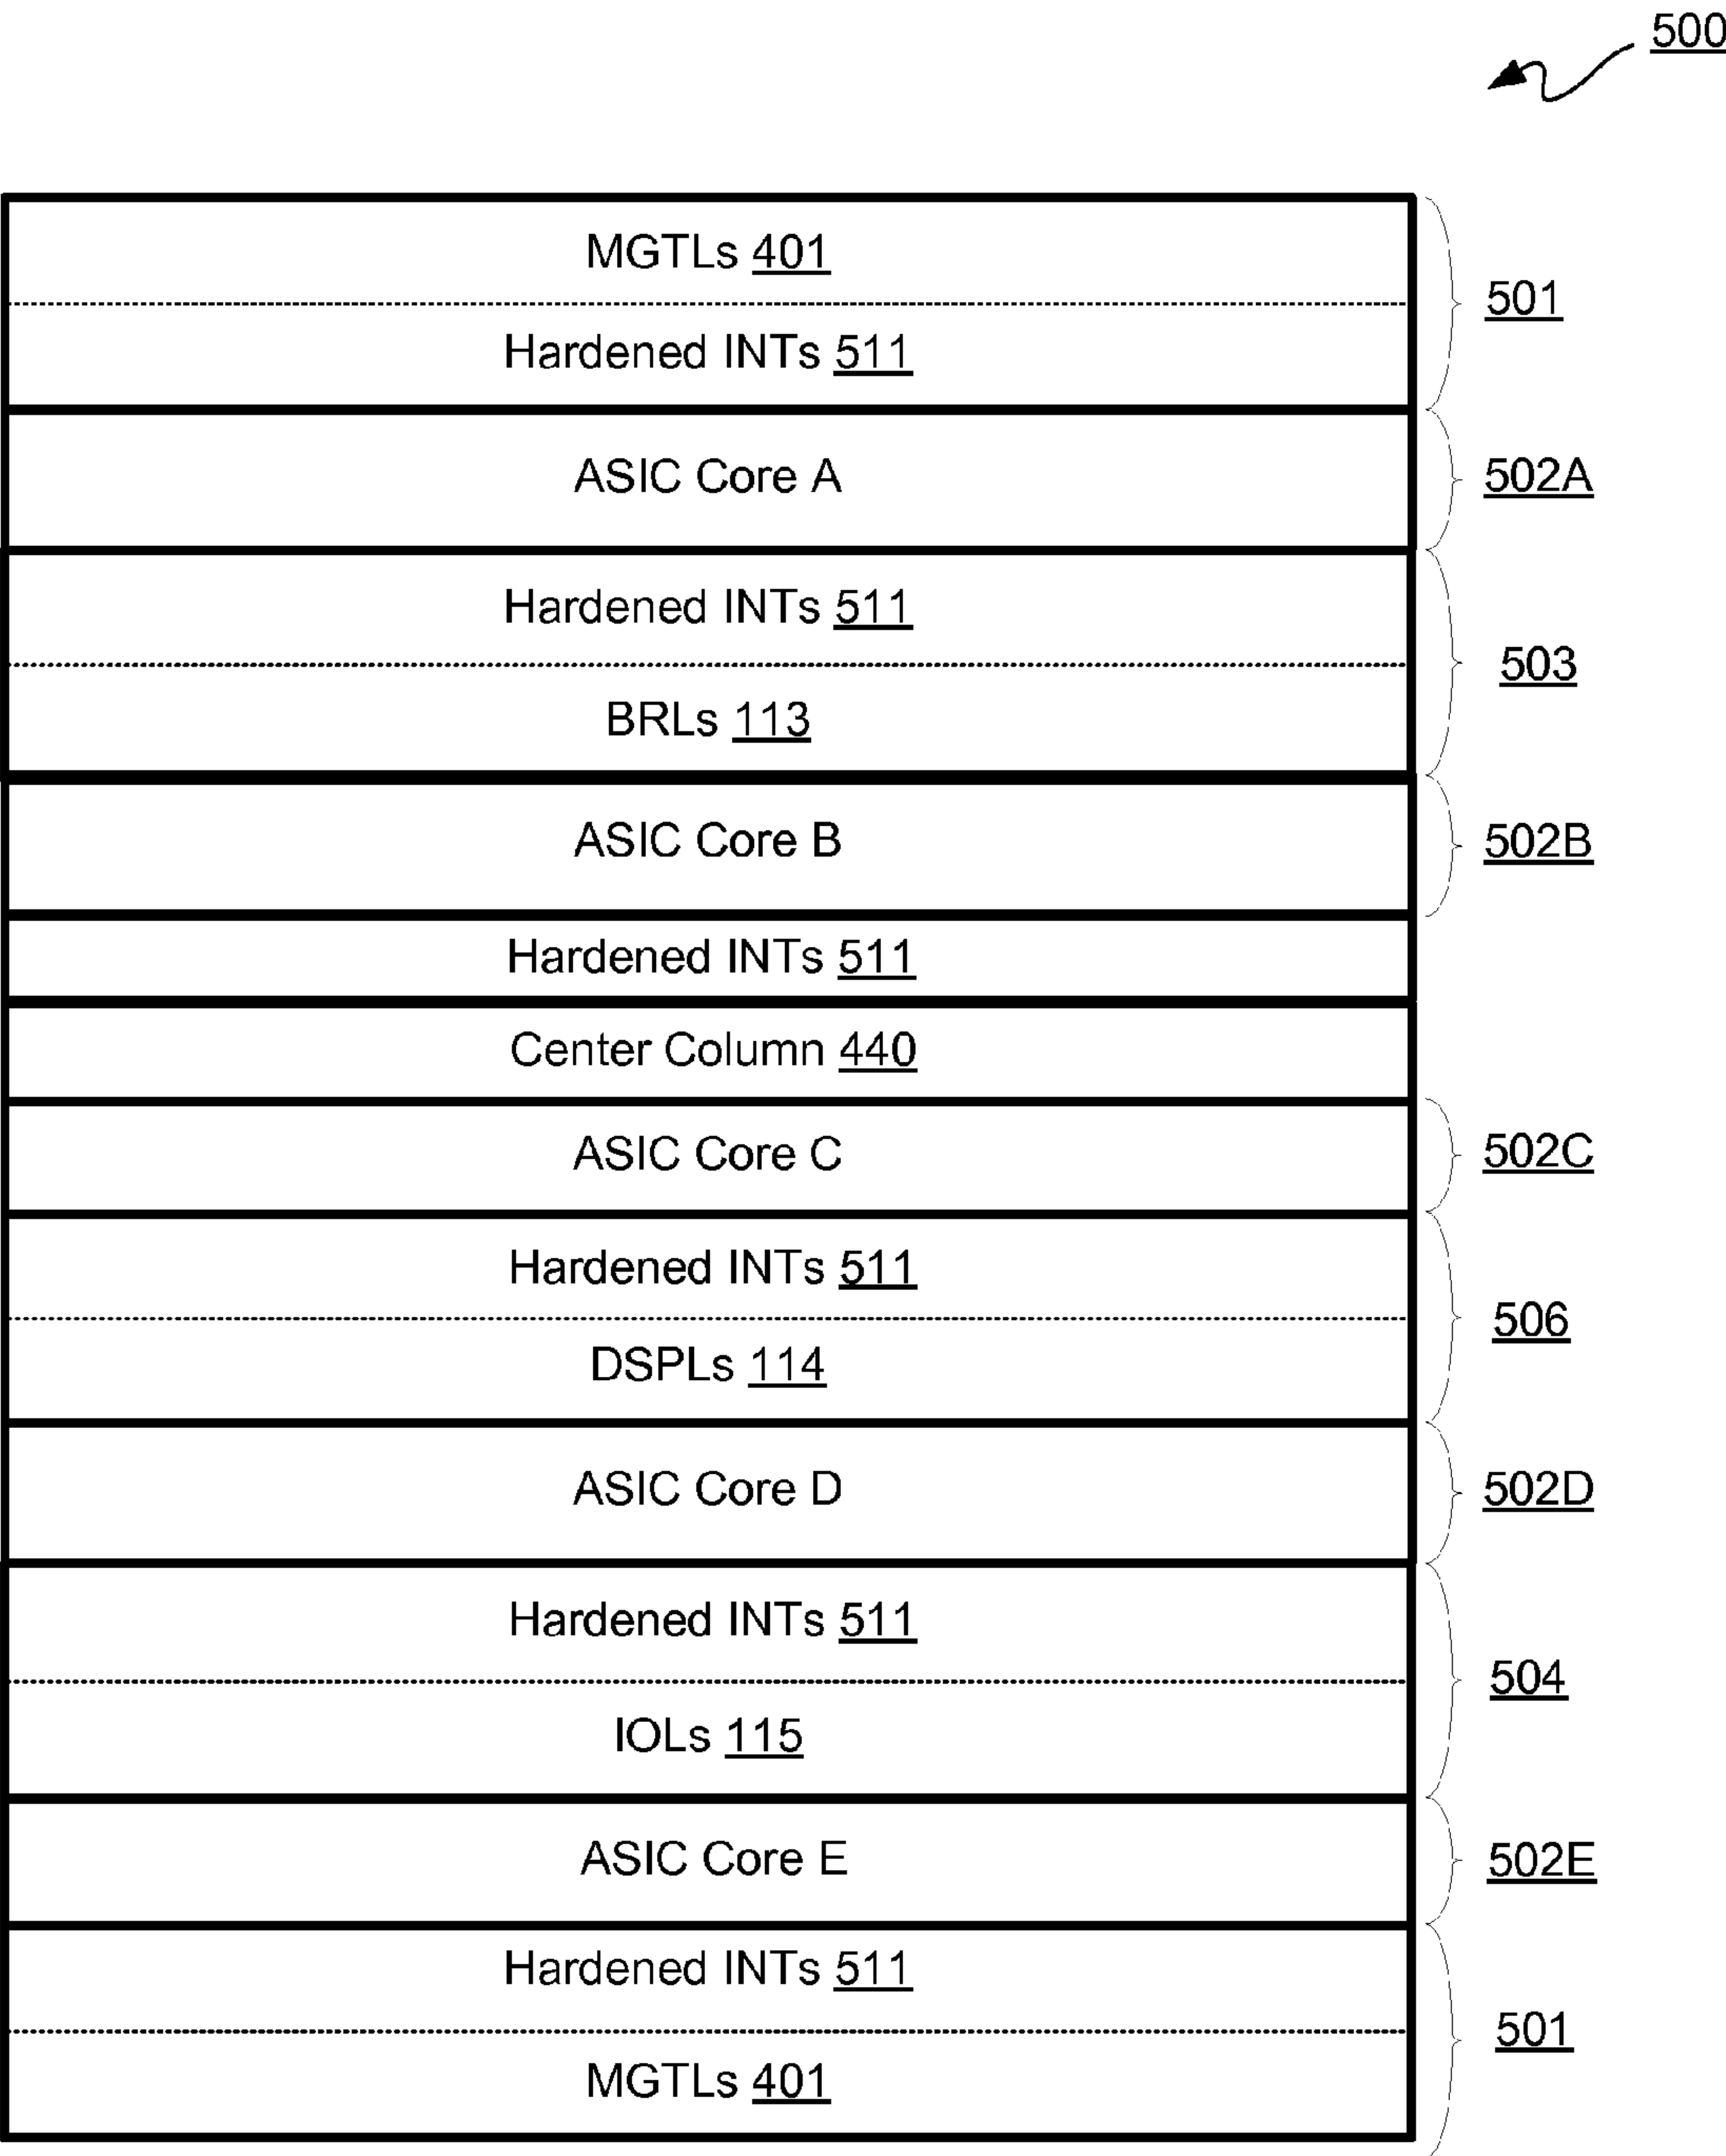 500
MGTLs 401
501
Hardened INTs 511
ASIC Core A
502A
Hardened INTs 511
503
BRLs 113
ASIC Core B
502B
Hardened INTs 511
Center Column 440
ASIC Core C
502C
Hardened INTs 511
506
DSPLs 114
ASIC Core D
502D
Hardened INTs 511
504
IOLs 115
ASIC Core E
502E
Hardened INTs 511
501
MGTLs 401